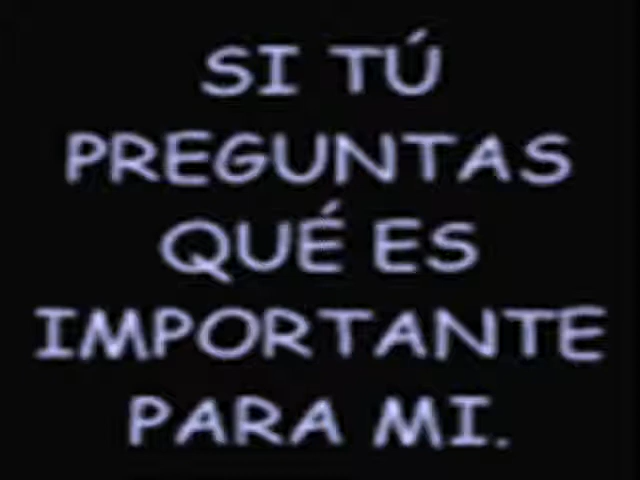 SI TÚ
PREGUNTAS
QUÉ ES
IMPORTANTE
PARA MI.